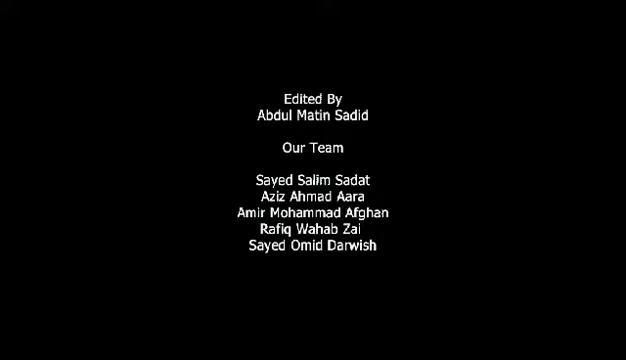 Edited By
Abdul Matin Sadid
Our Team
Sayed Salim Sadat
Aziz Ahmad Aara
Amir Mohammad Afghan
Rafiq Wahab Zai
Sayed Omid Darwish